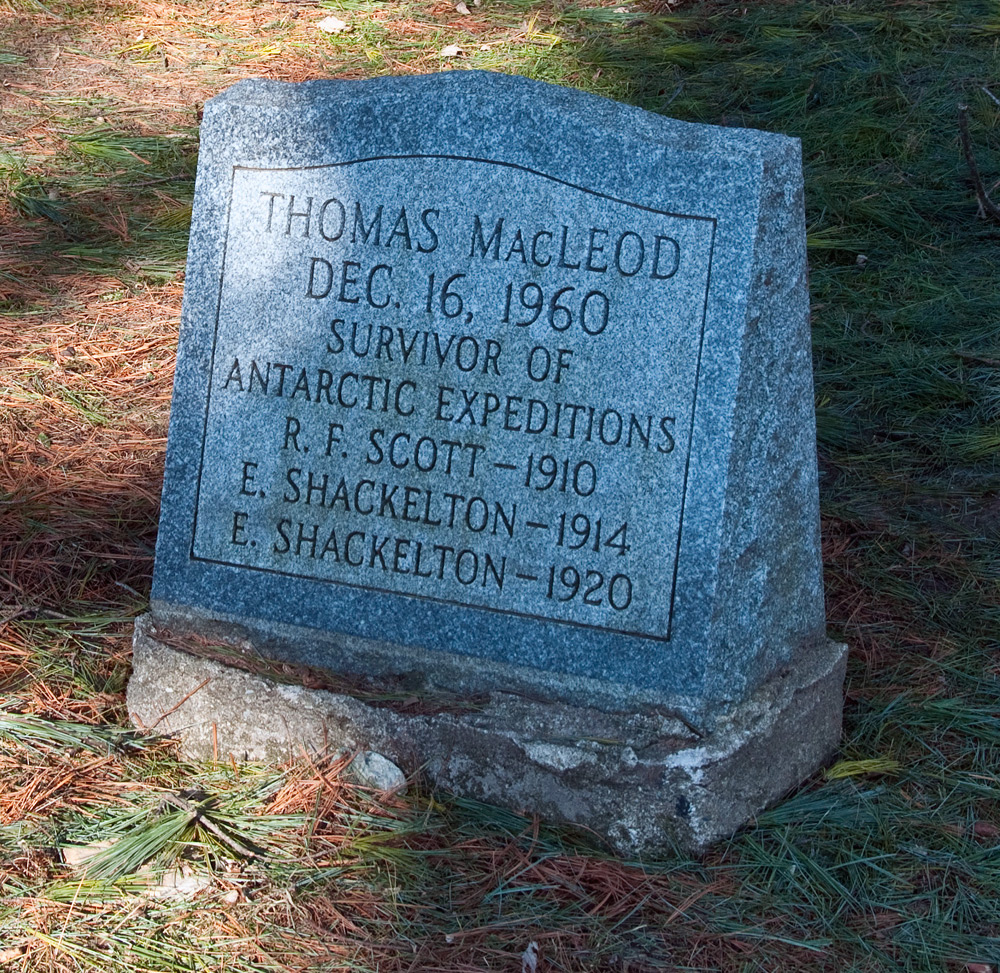 THOMAS MacLEOD
DEC. 16, 1960
SURVIVOR OF
ANTARCTIC EXPEDITIONS
R. F. SCOTT – 1910
E. SHACKELTON – 1914
E. SHACKELTON – 1920